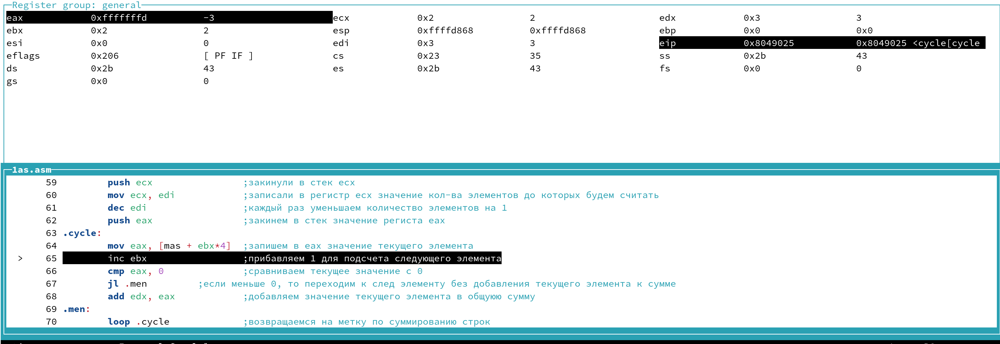 Register group: general
eax 0xfffffffd -3 ecx 0x2 2 edx 0x3 3
ebx 0x2 2 esp 0xffffd868 0xffffd868 ebp 0x0 0x0
esi 0x0 0 edi 0x3 3 eip 0x8049025 0x8049025 <cycle[cycle
eflags 0x206 [ PF IF ] cs 0x23 35 ss 0x2b 43
ds 0x2b 43 es 0x2b 43 fs 0x0 0
gs 0x0 0
1as.asm
59 push ecx ;закинули в стек ecx
60 mov ecx, edi ;записали в регистр ecx значение кол-ва элементов до которых будем считать
61 dec edi ;каждый раз уменьшаем количество элементов на 1
62 push eax ;закинем в стек значение региста eax
63 .cycle:
64 mov eax, [mas + ebx*4] ;запишем в eax значение текущего элемента
> 65 inc ebx ;прибавляем 1 для подсчета следующего элемента
66 cmp eax, 0 ;сравниваем текущее значение с 0
67 jl .men ;если меньше 0, то переходим к след элементу без добавления текущего элемента к сумме
68 add edx, eax ;добавляем значение текущего элемента в общуюю сумму
69 .men:
70 loop .cycle ;возвращаемся на метку по суммированию строк